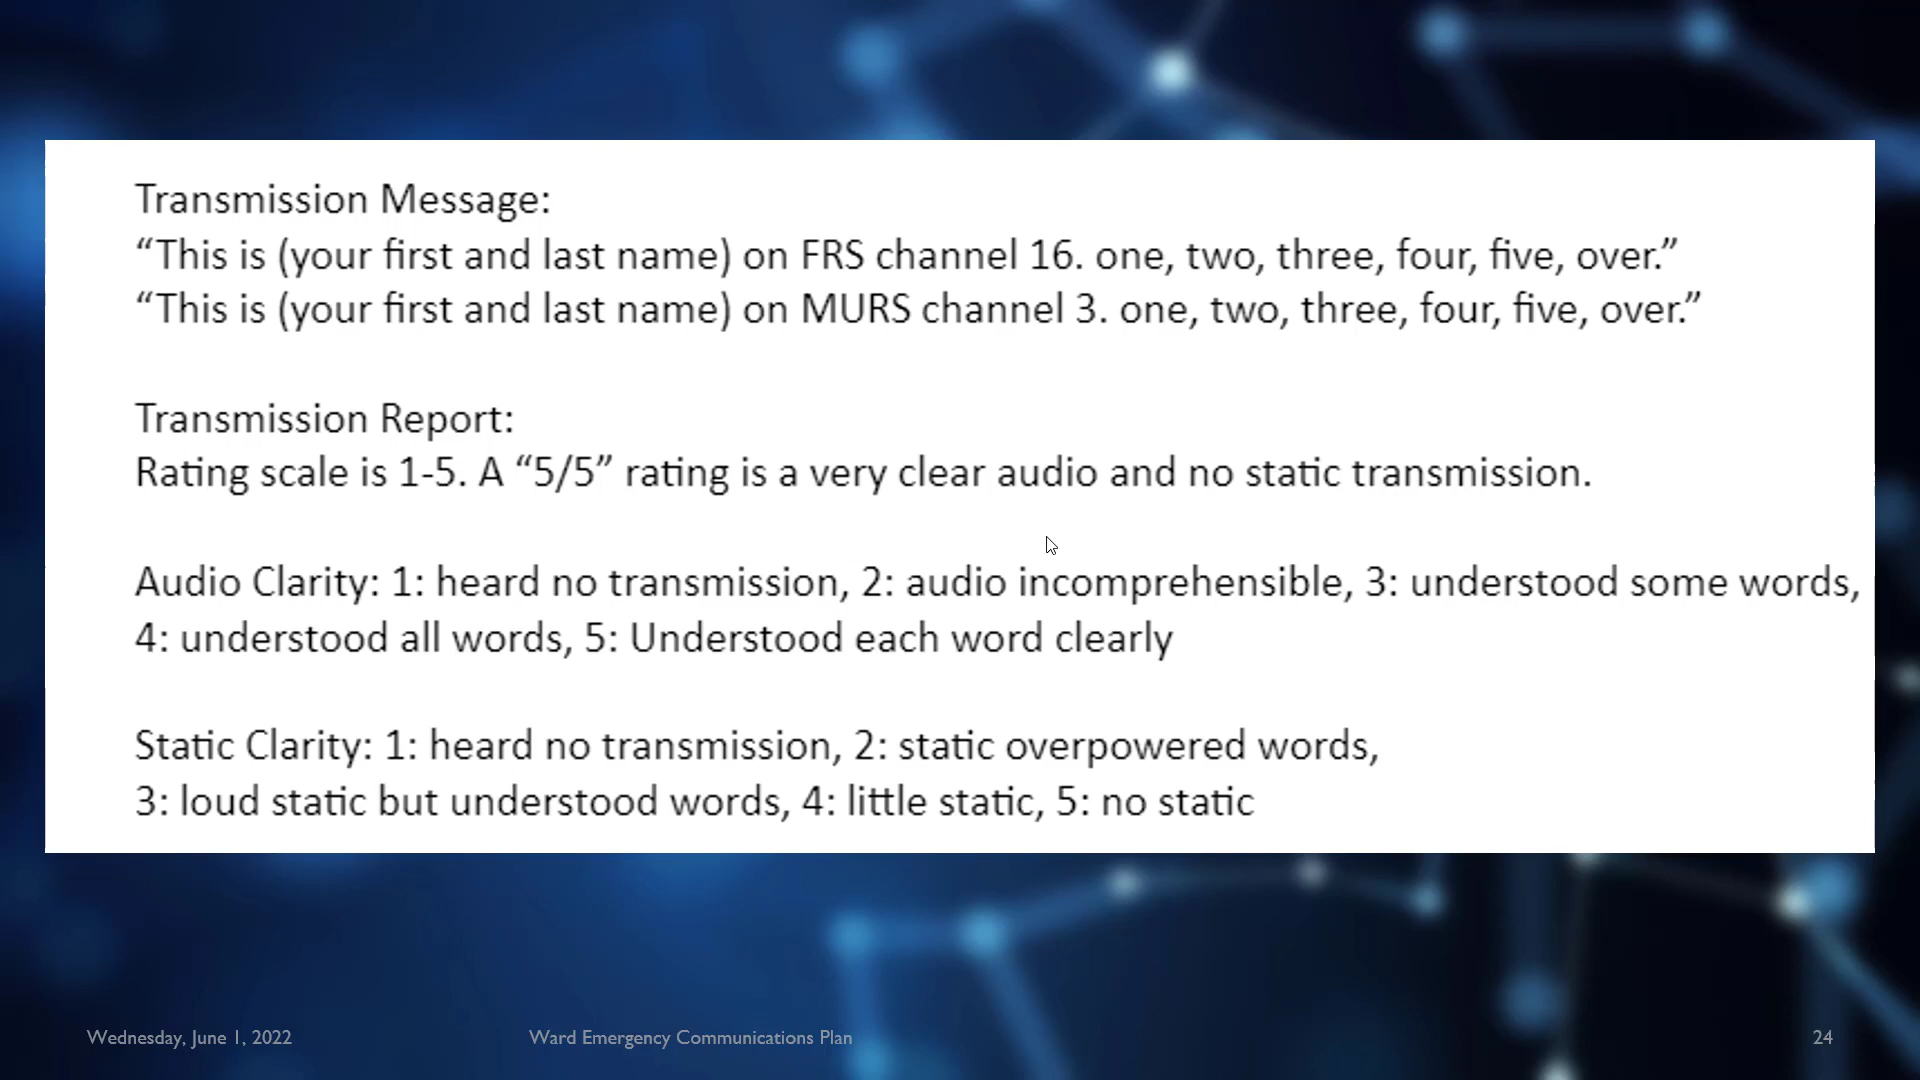 Transmission Message:
“This is (your first and last name) on FRS channel 16. one, two, three, four, five, over.”
“This is (your first and last name) on MURS channel 3. one, two, three, four, five, over.”
Transmission Report:
Rating scale is 1-5. A “5/5” rating is a very clear audio and no static transmission.
Audio Clarity: 1: heard no transmission, 2: audio incomprehensible, 3: understood some words,
4: understood all words, 5: Understood each word clearly
Static Clarity: 1: heard no transmission, 2: static overpowered words,
3: loud static but understood words, 4: little static, 5: no static
Wednesday, June 1, 2022
Ward Emergency Communications Plan
24